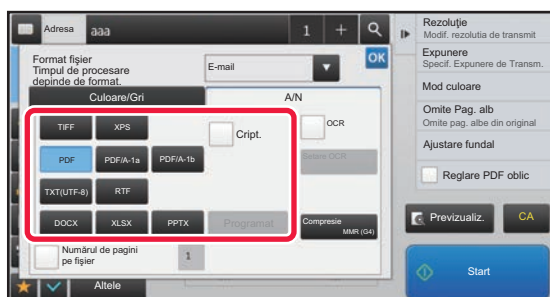 Adresa aaa 1 +
Format fișier
Timpul de procesare
depinde de format.
E-mail
OK
Culoare/Gri A/N
TIFF XPS Cript. OCR
PDF PDF/A-1a PDF/A-1b Setare OCR
TXT(UTF-8) RTF
DOCX XLSX PPTX Programat Compresie
MMR (G4)
Numărul de pagini
pe fișier
1
Altele
Rezoluție
Modif. rezolutia de transmit
Expunere
Specif. Expunere de Transm.
Mod culoare
Omite Pag. alb
Omite pag. albe din original
Ajustare fundal
Reglare PDF oblic
Previzualiz. CA
Start